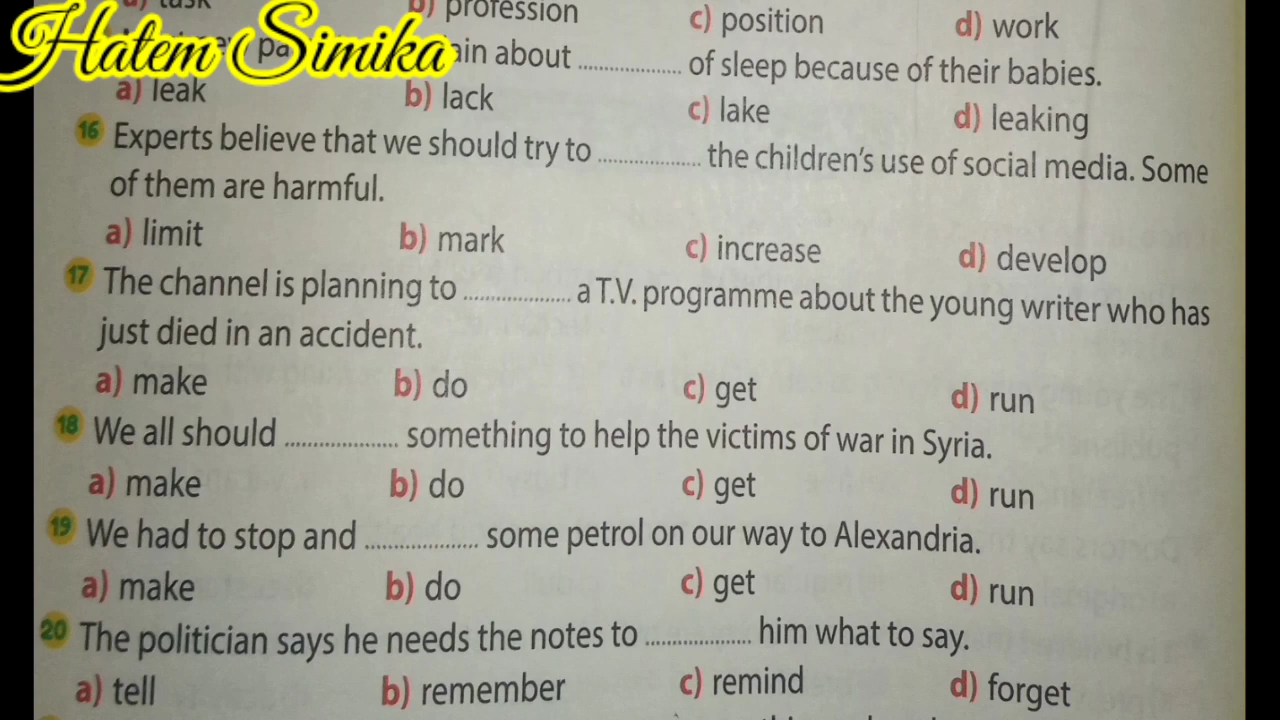 Hatem Simika
b) profession c) position d) work
ain about .................. of sleep because of their babies.
a) leak b) lack c) lake d) leaking
16 Experts believe that we should try to .................. the children's use of social media. Some
of them are harmful.
a) limit b) mark c) increase d) develop
17 The channel is planning to .................. a T.V. programme about the young writer who has
just died in an accident.
a) make b) do c) get d) run
18 We all should .................. something to help the victims of war in Syria.
a) make b) do c) get d) run
19 We had to stop and .................. some petrol on our way to Alexandria.
a) make b) do c) get d) run
20 The politician says he needs the notes to .................. him what to say.
a) tell b) remember c) remind d) forget